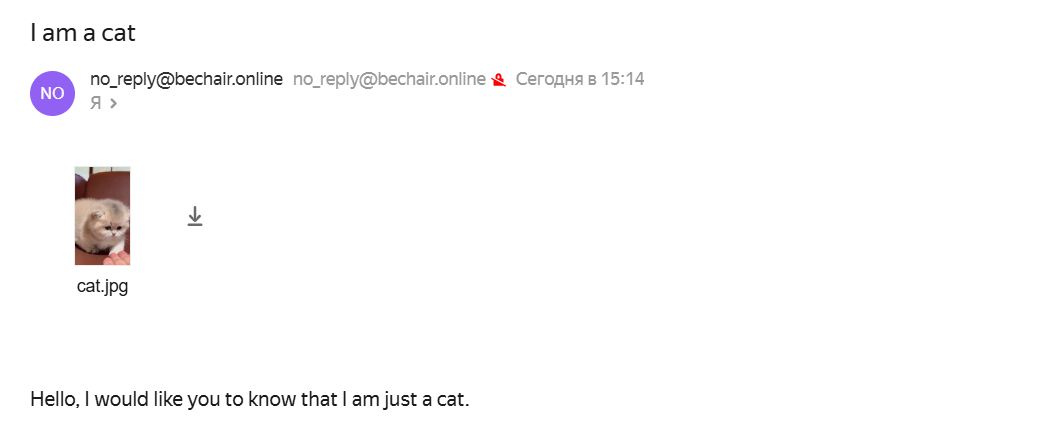 I am a cat
NO no_reply@bechair.online no_reply@bechair.online Сегодня в 15:14
Я
cat.jpg
Hello, I would like you to know that I am just a cat.